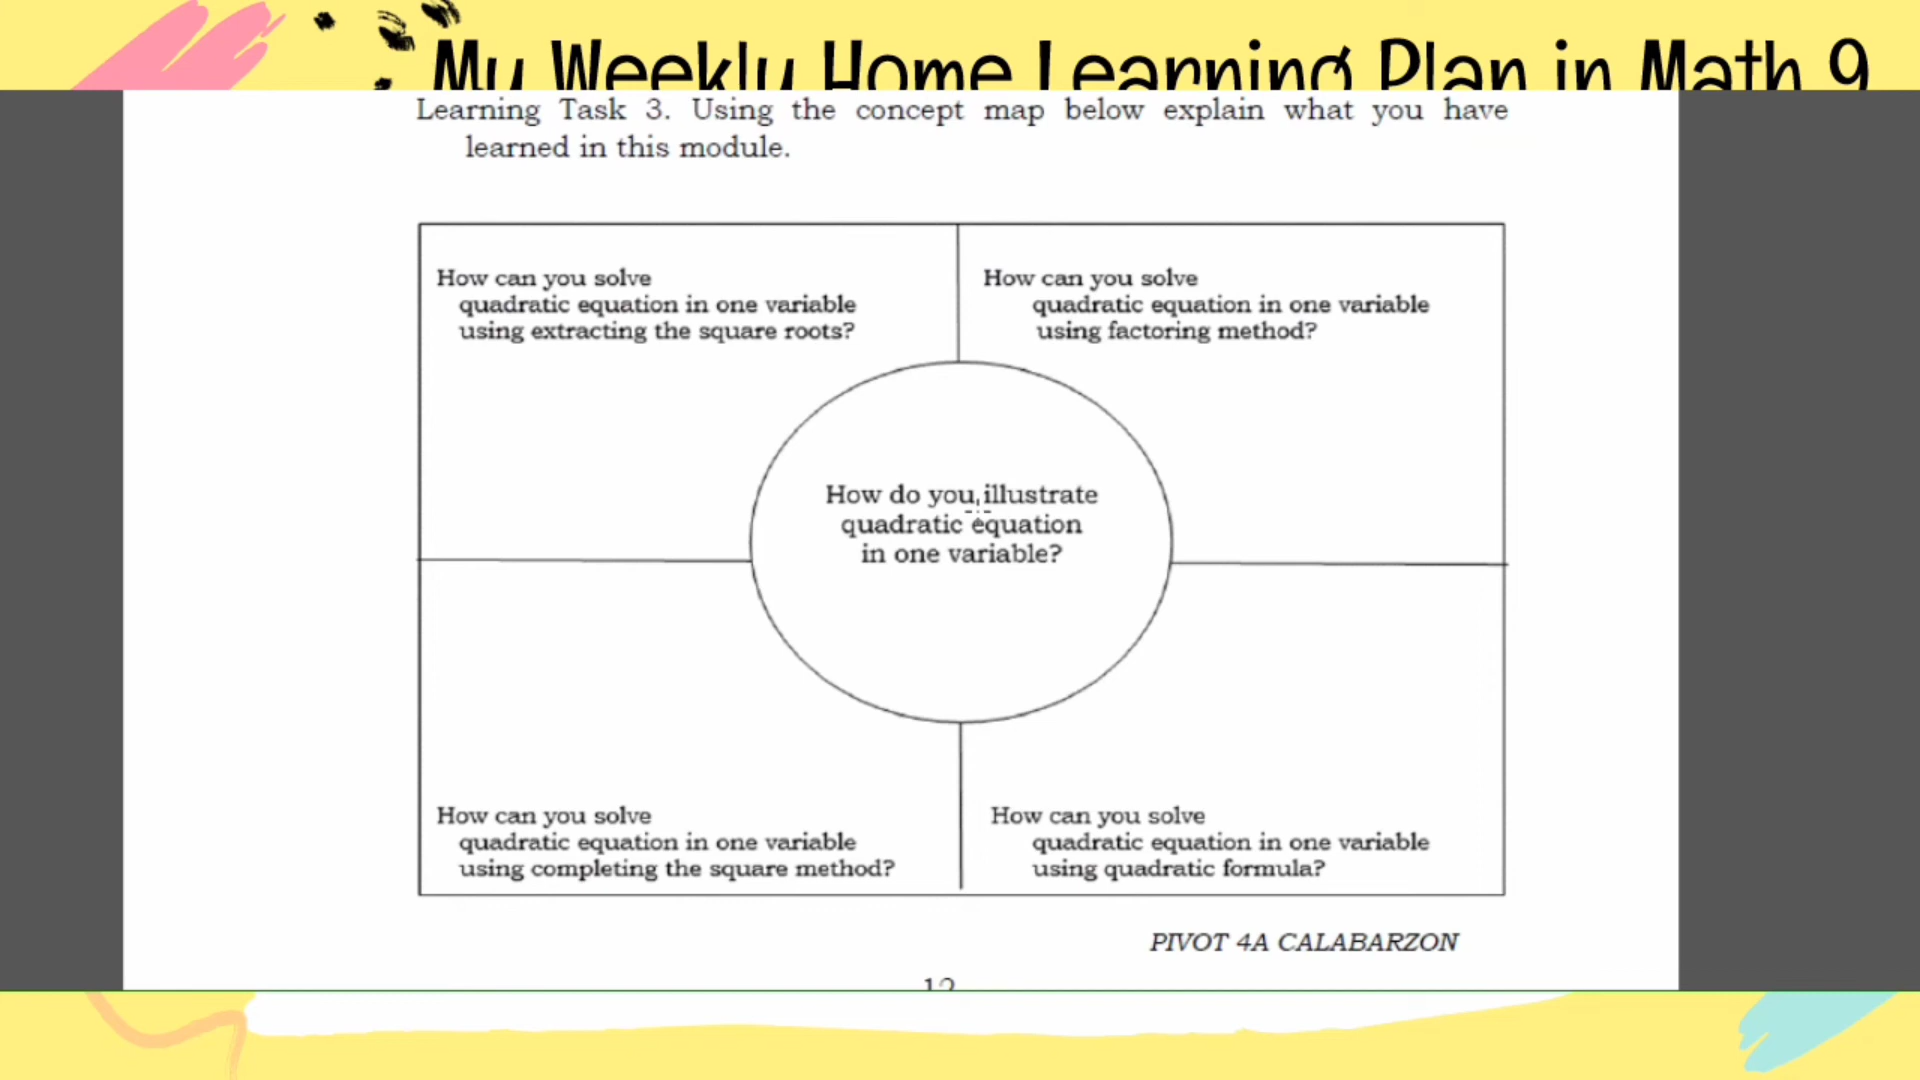 My Weekly Home Learning Plan in Math 9
Learning Task 3. Using the concept map below explain what you have
learned in this module.
How can you solve
quadratic equation in one variable
using extracting the square roots?
How can you solve
quadratic equation in one variable
using factoring method?
How do you illustrate
quadratic equation
in one variable?
How can you solve
quadratic equation in one variable
using completing the square method?
How can you solve
quadratic equation in one variable
using quadratic formula?
PIVOT 4A CALABARZON
12